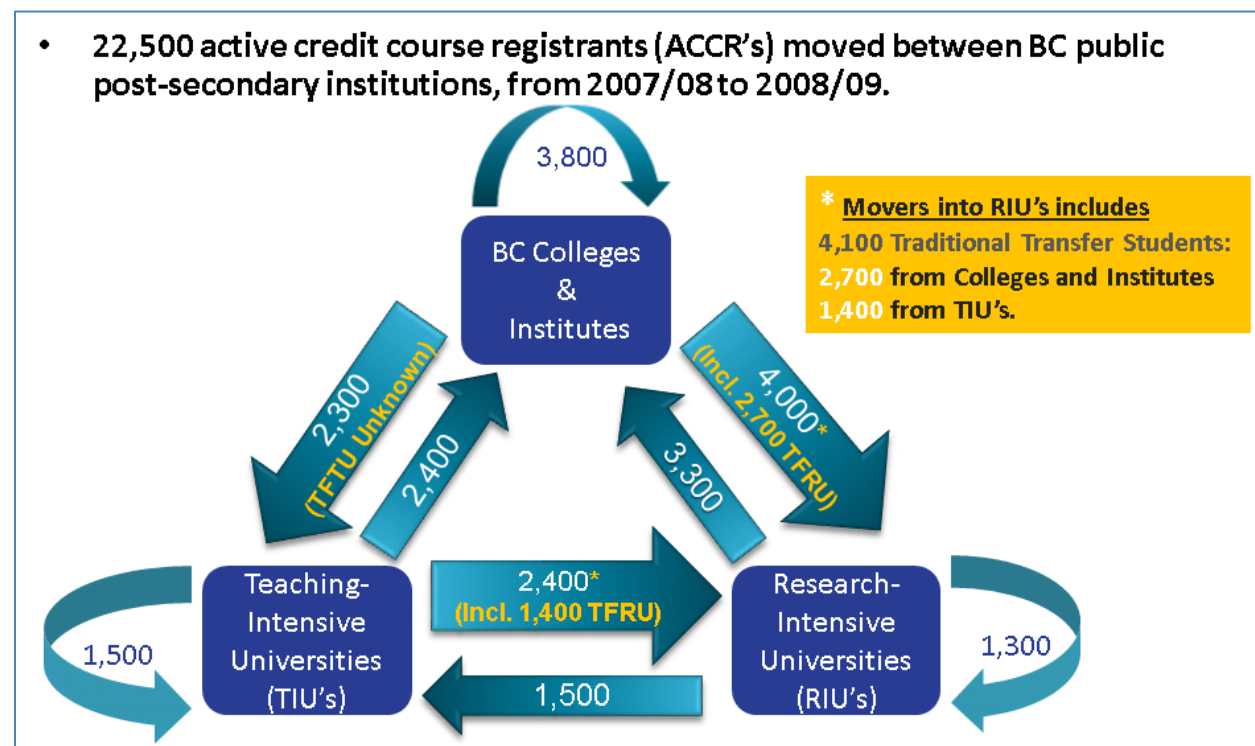 • 22,500 active credit course registrants (ACCR's) moved between BC public
post-secondary institutions, from 2007/08 to 2008/09.
3,800
* Movers into RIU's includes
4,100 Traditional Transfer Students:
2,700 from Colleges and Institutes
1,400 from TIU's.
BC Colleges
&
Institutes
2,300
(TFTU Unknown)
2,400
4,000*
(Incl. 2,700 TFRU)
3,300
Teaching-
Intensive
Universities
(TIU's)
2,400*
(Incl. 1,400 TFRU)
Research-
Intensive
Universities
(RIU's)
1,500
1,300
1,500